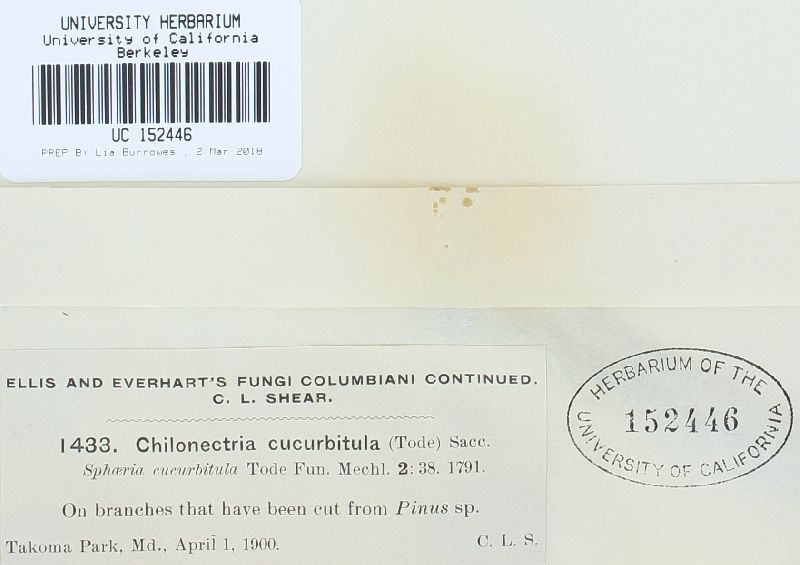 UNIVERSITY HERBARIUM
University of California
Berkeley
UC 152446
PREP BY Lia Burrowes , 2 Mar 2018
ELLIS AND EVERHART'S FUNGI COLUMBIANI CONTINUED.
C. L. SHEAR.
1433. Chilonectria cucurbitula (Tode) Sacc.
Sphæria cucurbitula Tode Fun. Mechl. 2: 38. 1791.
On branches that have been cut from Pinus sp.
Takoma Park, Md., April 1, 1900. C. L. S.
HERBARIUM OF THE
152446
UNIVERSITY OF CALIFORNIA